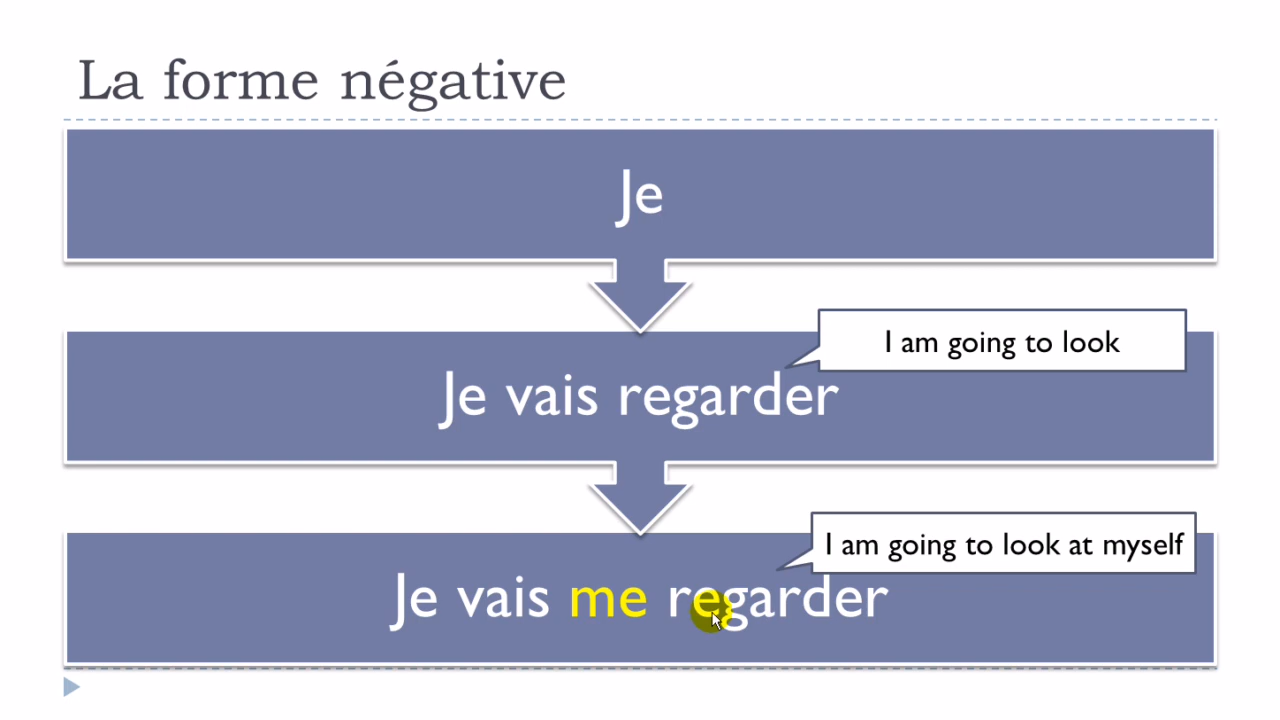 La forme négative
Je
I am going to look
Je vais regarder
I am going to look at myself
Je vais me regarder